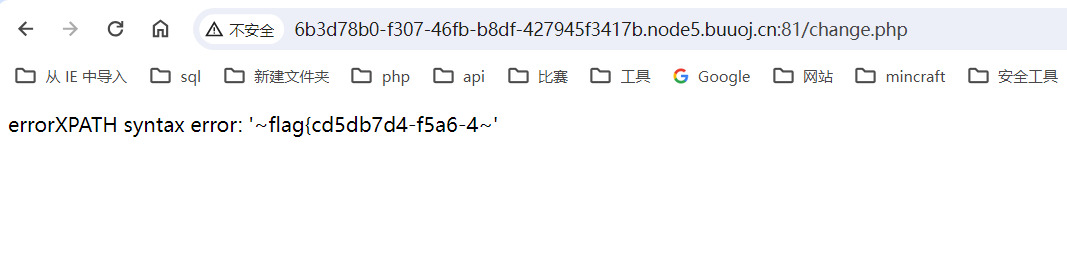 不安全 6b3d78b0-f307-46fb-b8df-427945f3417b.node5.buuoj.cn:81/change.php
从 IE 中导入 sql 新建文件夹 php api 比赛 工具 Google 网站 mincraft 安全工具
errorXPATH syntax error: '~flag{cd5db7d4-f5a6-4~'